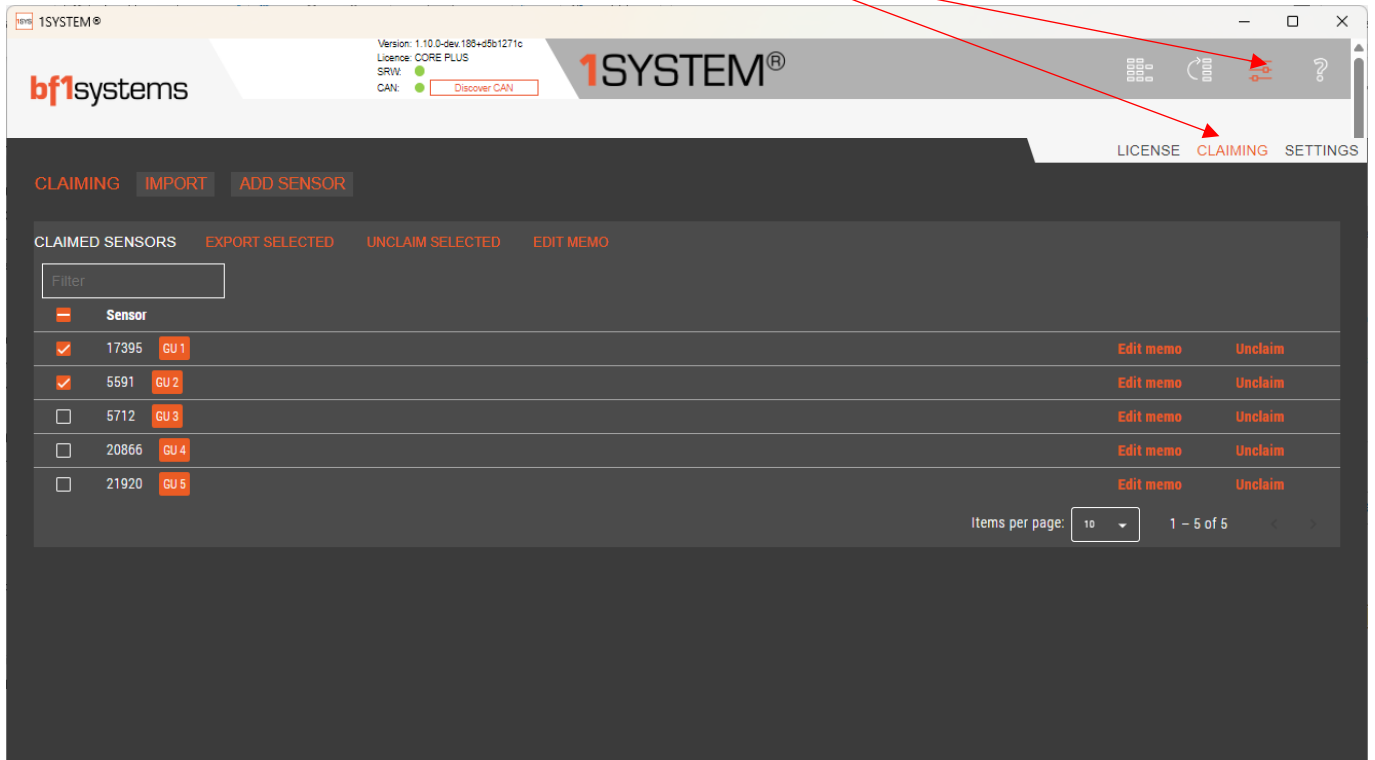 1SYS 1SYSTEM®
bf1systems
Version: 1.10.0-dev.186+d5b1271c
Licence: CORE PLUS
SRW:
CAN: Discover CAN
1SYSTEM®
LICENSE CLAIMING SETTINGS
CLAIMING IMPORT ADD SENSOR
CLAIMED SENSORS EXPORT SELECTED UNCLAIM SELECTED EDIT MEMO
Filter
Sensor
17395 GU 1 Edit memo Unclaim
5591 GU 2 Edit memo Unclaim
5712 GU 3 Edit memo Unclaim
20866 GU 4 Edit memo Unclaim
21920 GU 5 Edit memo Unclaim
Items per page: 10 1 – 5 of 5